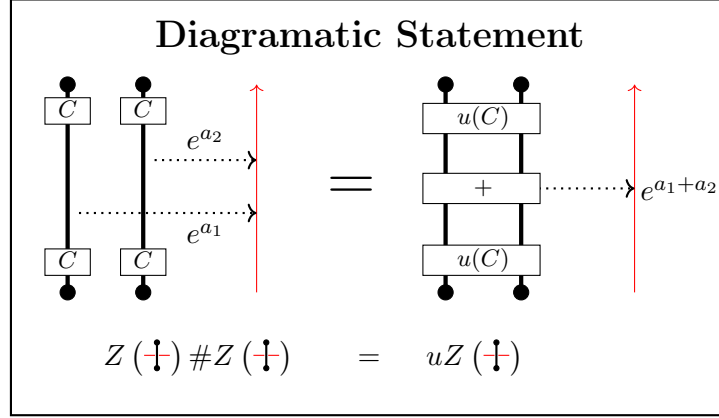 Diagramatic Statement
C C u(C)
e^{a_2}
= + e^{a_1+a_2}
e^{a_1}
C C u(C)
Z ( ) # Z ( ) = uZ ( )